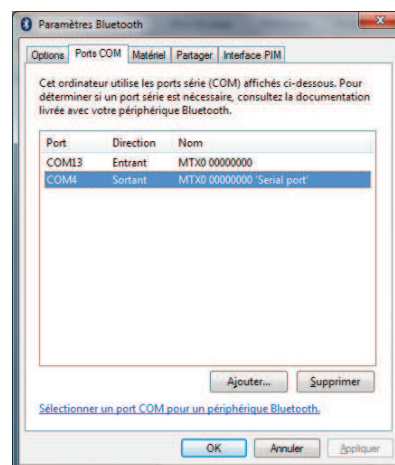 Paramètres Bluetooth
Options Ports COM Matériel Partager Interface PIM
Cet ordinateur utilise les ports série (COM) affichés ci-dessous. Pour
déterminer si un port série est nécessaire, consultez la documentation
livrée avec votre périphérique Bluetooth.
Port Direction Nom
COM13 Entrant MTX0 00000000
COM4 Sortant MTX0 00000000 'Serial port'
Ajouter... Supprimer
Sélectionner un port COM pour un périphérique Bluetooth.
OK Annuler Appliquer